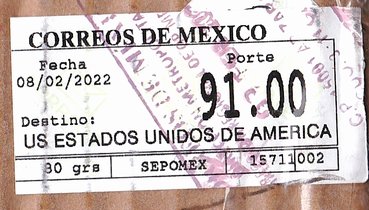 CORREOS DE MEXICO
Fecha Porte
08/02/2022 91.00
Destino:
US ESTADOS UNIDOS DE AMERICA
80 grs SEPOMEX 15711002